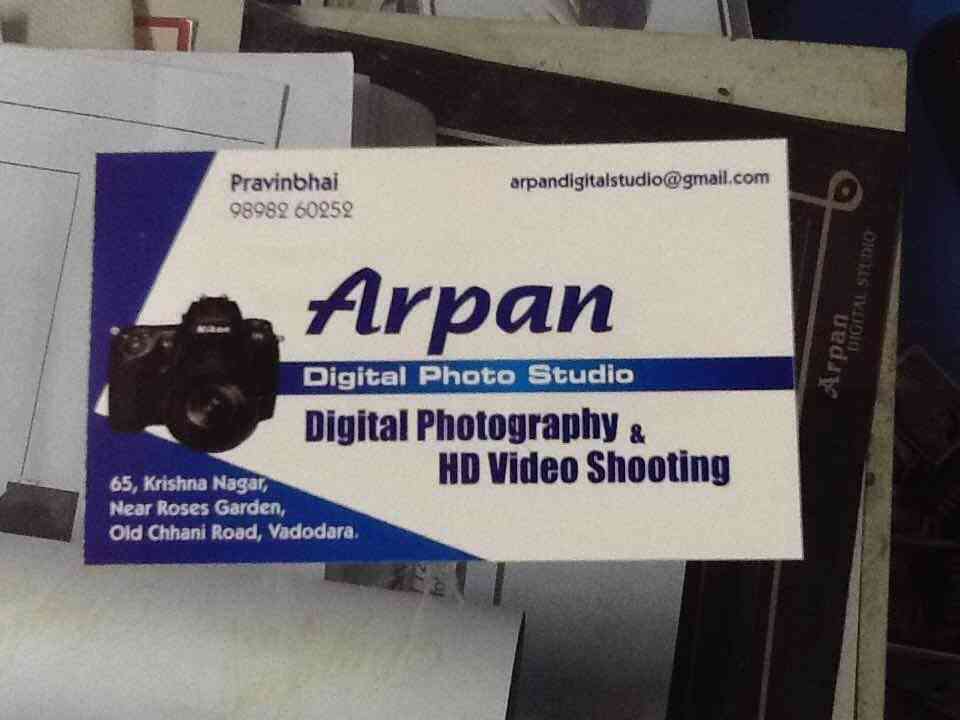 Pravinbhai
98982 60252
arpandigitalstudio@gmail.com
Arpan
Digital Photo Studio
Digital Photography &
HD Video Shooting
Nikon
65, Krishna Nagar,
Near Roses Garden,
Old Chhani Road, Vadodara.
Arpan
DIGITAL STUDIO